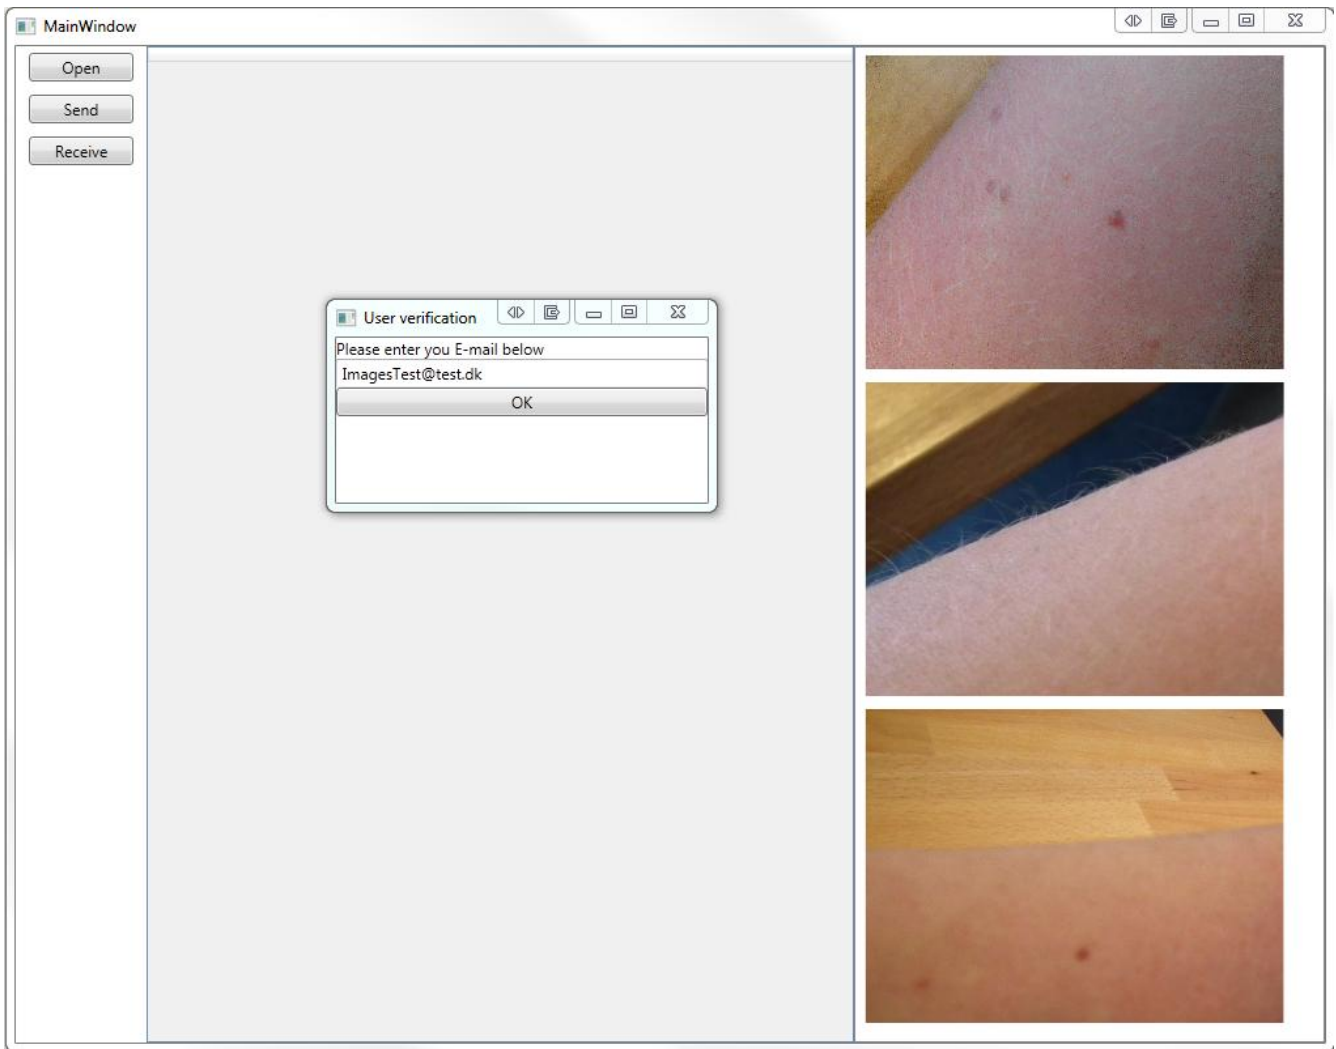 MainWindow
Open
Send
Receive
User verification
Please enter you E-mail below
ImagesTest@test.dk
OK